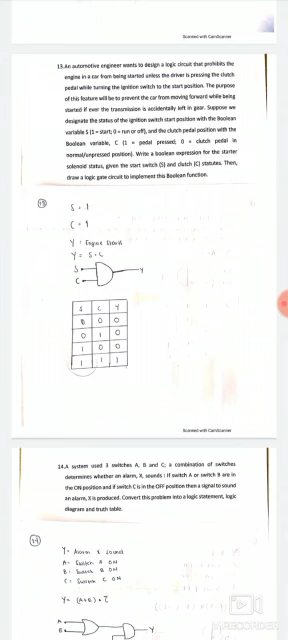 Scanned with CamScanner
13.An automotive engineer wants to design a logic circuit that prohibits the
engine in a car from being started unless the driver is pressing the clutch
pedal while turning the ignition switch to the start position. The purpose
of this feature will be to prevent the car from moving forward while being
started if ever the transmission is accidentally left in gear. Suppose we
designate the status of the ignition switch start position with the Boolean
variable S (1 = start; 0 = run or off), and the clutch pedal position with the
Boolean variable, C (1 = pedal pressed; 0 = clutch pedal in
normal/unpressed position). Write a boolean expression for the starter
solenoid status, given the start switch (S) and clutch (C) statutes. Then,
draw a logic gate circuit to implement this Boolean function.
13
S = 1
C = 1
Y = Engine
Y = S · C
S
Y
C
S C Y
0 0 0
0 1 0
1 0 0
1 1 1
Scanned with CamScanner
14.A system used 3 switches A, B and C; a combination of switches
determines whether an alarm, X, sounds : If switch A or switch B are in
the ON position and if switch C is in the OFF position then a signal to sound
an alarm, X is produced. Convert this problem into a logic statement, logic
diagram and truth table.
14
Y = Alarm X sound
A = Switch A ON
B = Switch B ON
C = Switch C ON
Y = (A+B) · C̅
A
B
Y
RECORDER